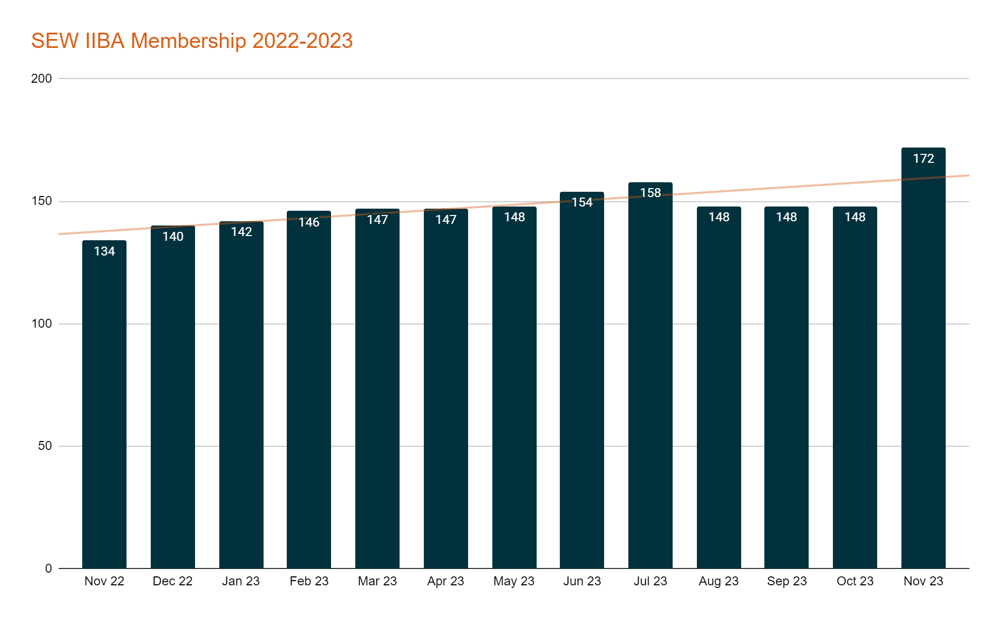 SEW IIBA Membership 2022-2023
200
150
100
50
0
134
140
142
146
147
147
148
154
158
148
148
148
172
Nov 22
Dec 22
Jan 23
Feb 23
Mar 23
Apr 23
May 23
Jun 23
Jul 23
Aug 23
Sep 23
Oct 23
Nov 23